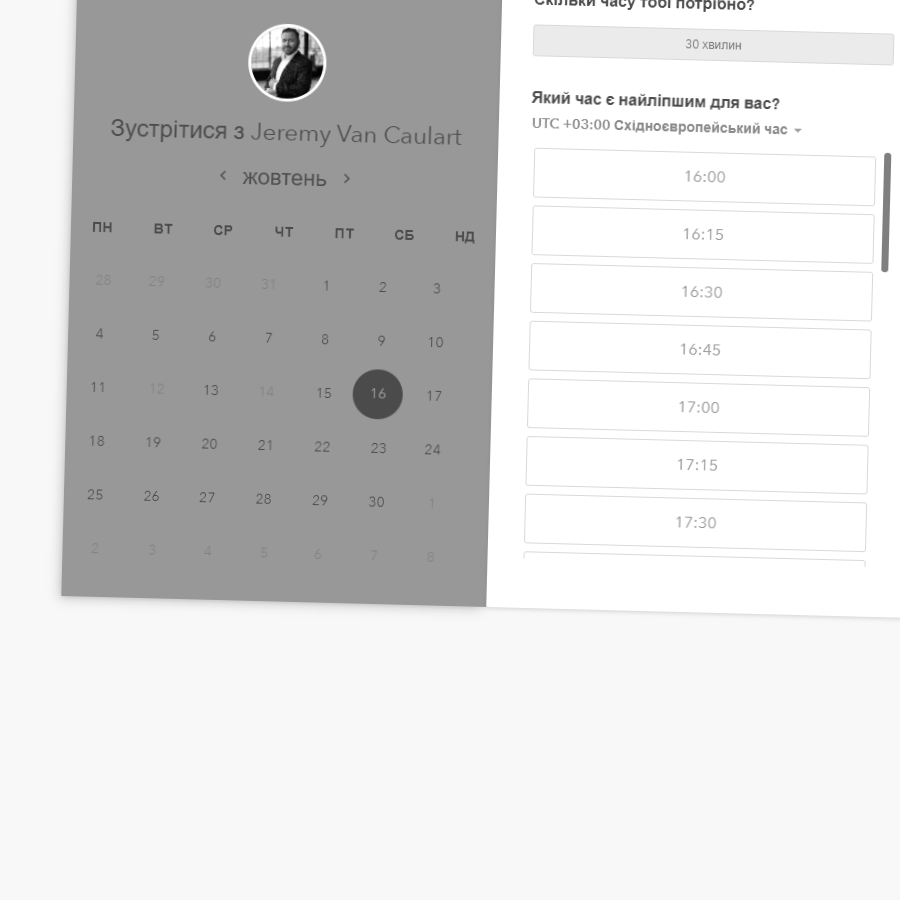 Зустрітися з Jeremy Van Caulart
жовтень
ПН ВТ СР ЧТ ПТ СБ НД
28 29 30 31 1 2 3
4 5 6 7 8 9 10
11 12 13 14 15 16 17
18 19 20 21 22 23 24
25 26 27 28 29 30 1
2 3 4 5 6 7 8
Скільки часу тобі потрібно?
30 хвилин
Який час є найліпшим для вас?
UTC +03:00 Східноєвропейський час
16:00
16:15
16:30
16:45
17:00
17:15
17:30